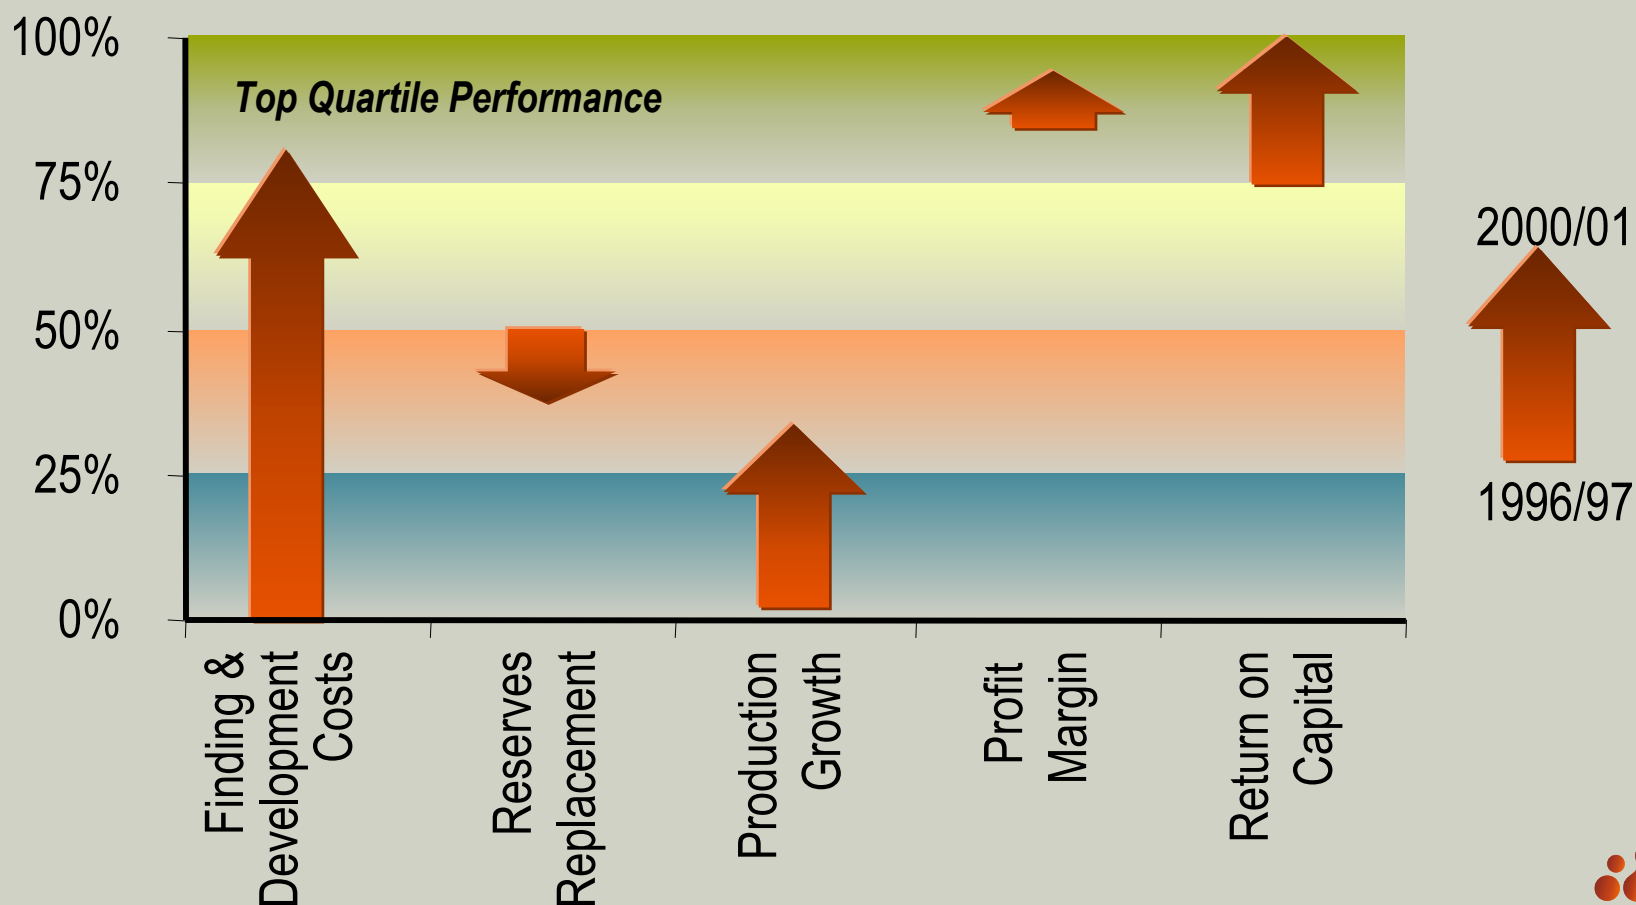 100%
Top Quartile Performance
75%
50%
25%
0%
2000/01
1996/97
Finding &
Development
Costs
Reserves
Replacement
Production
Growth
Profit
Margin
Return on
Capital